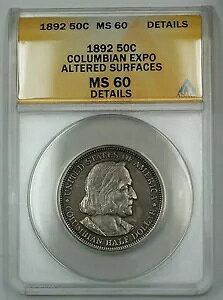 1892 50C MS 60 DETAILS
1892 50C
COLUMBIAN EXPO
ALTERED SURFACES
MS 60
DETAILS
UNITED STATES OF AMERICA
COLUMBIAN HALF DOLLAR